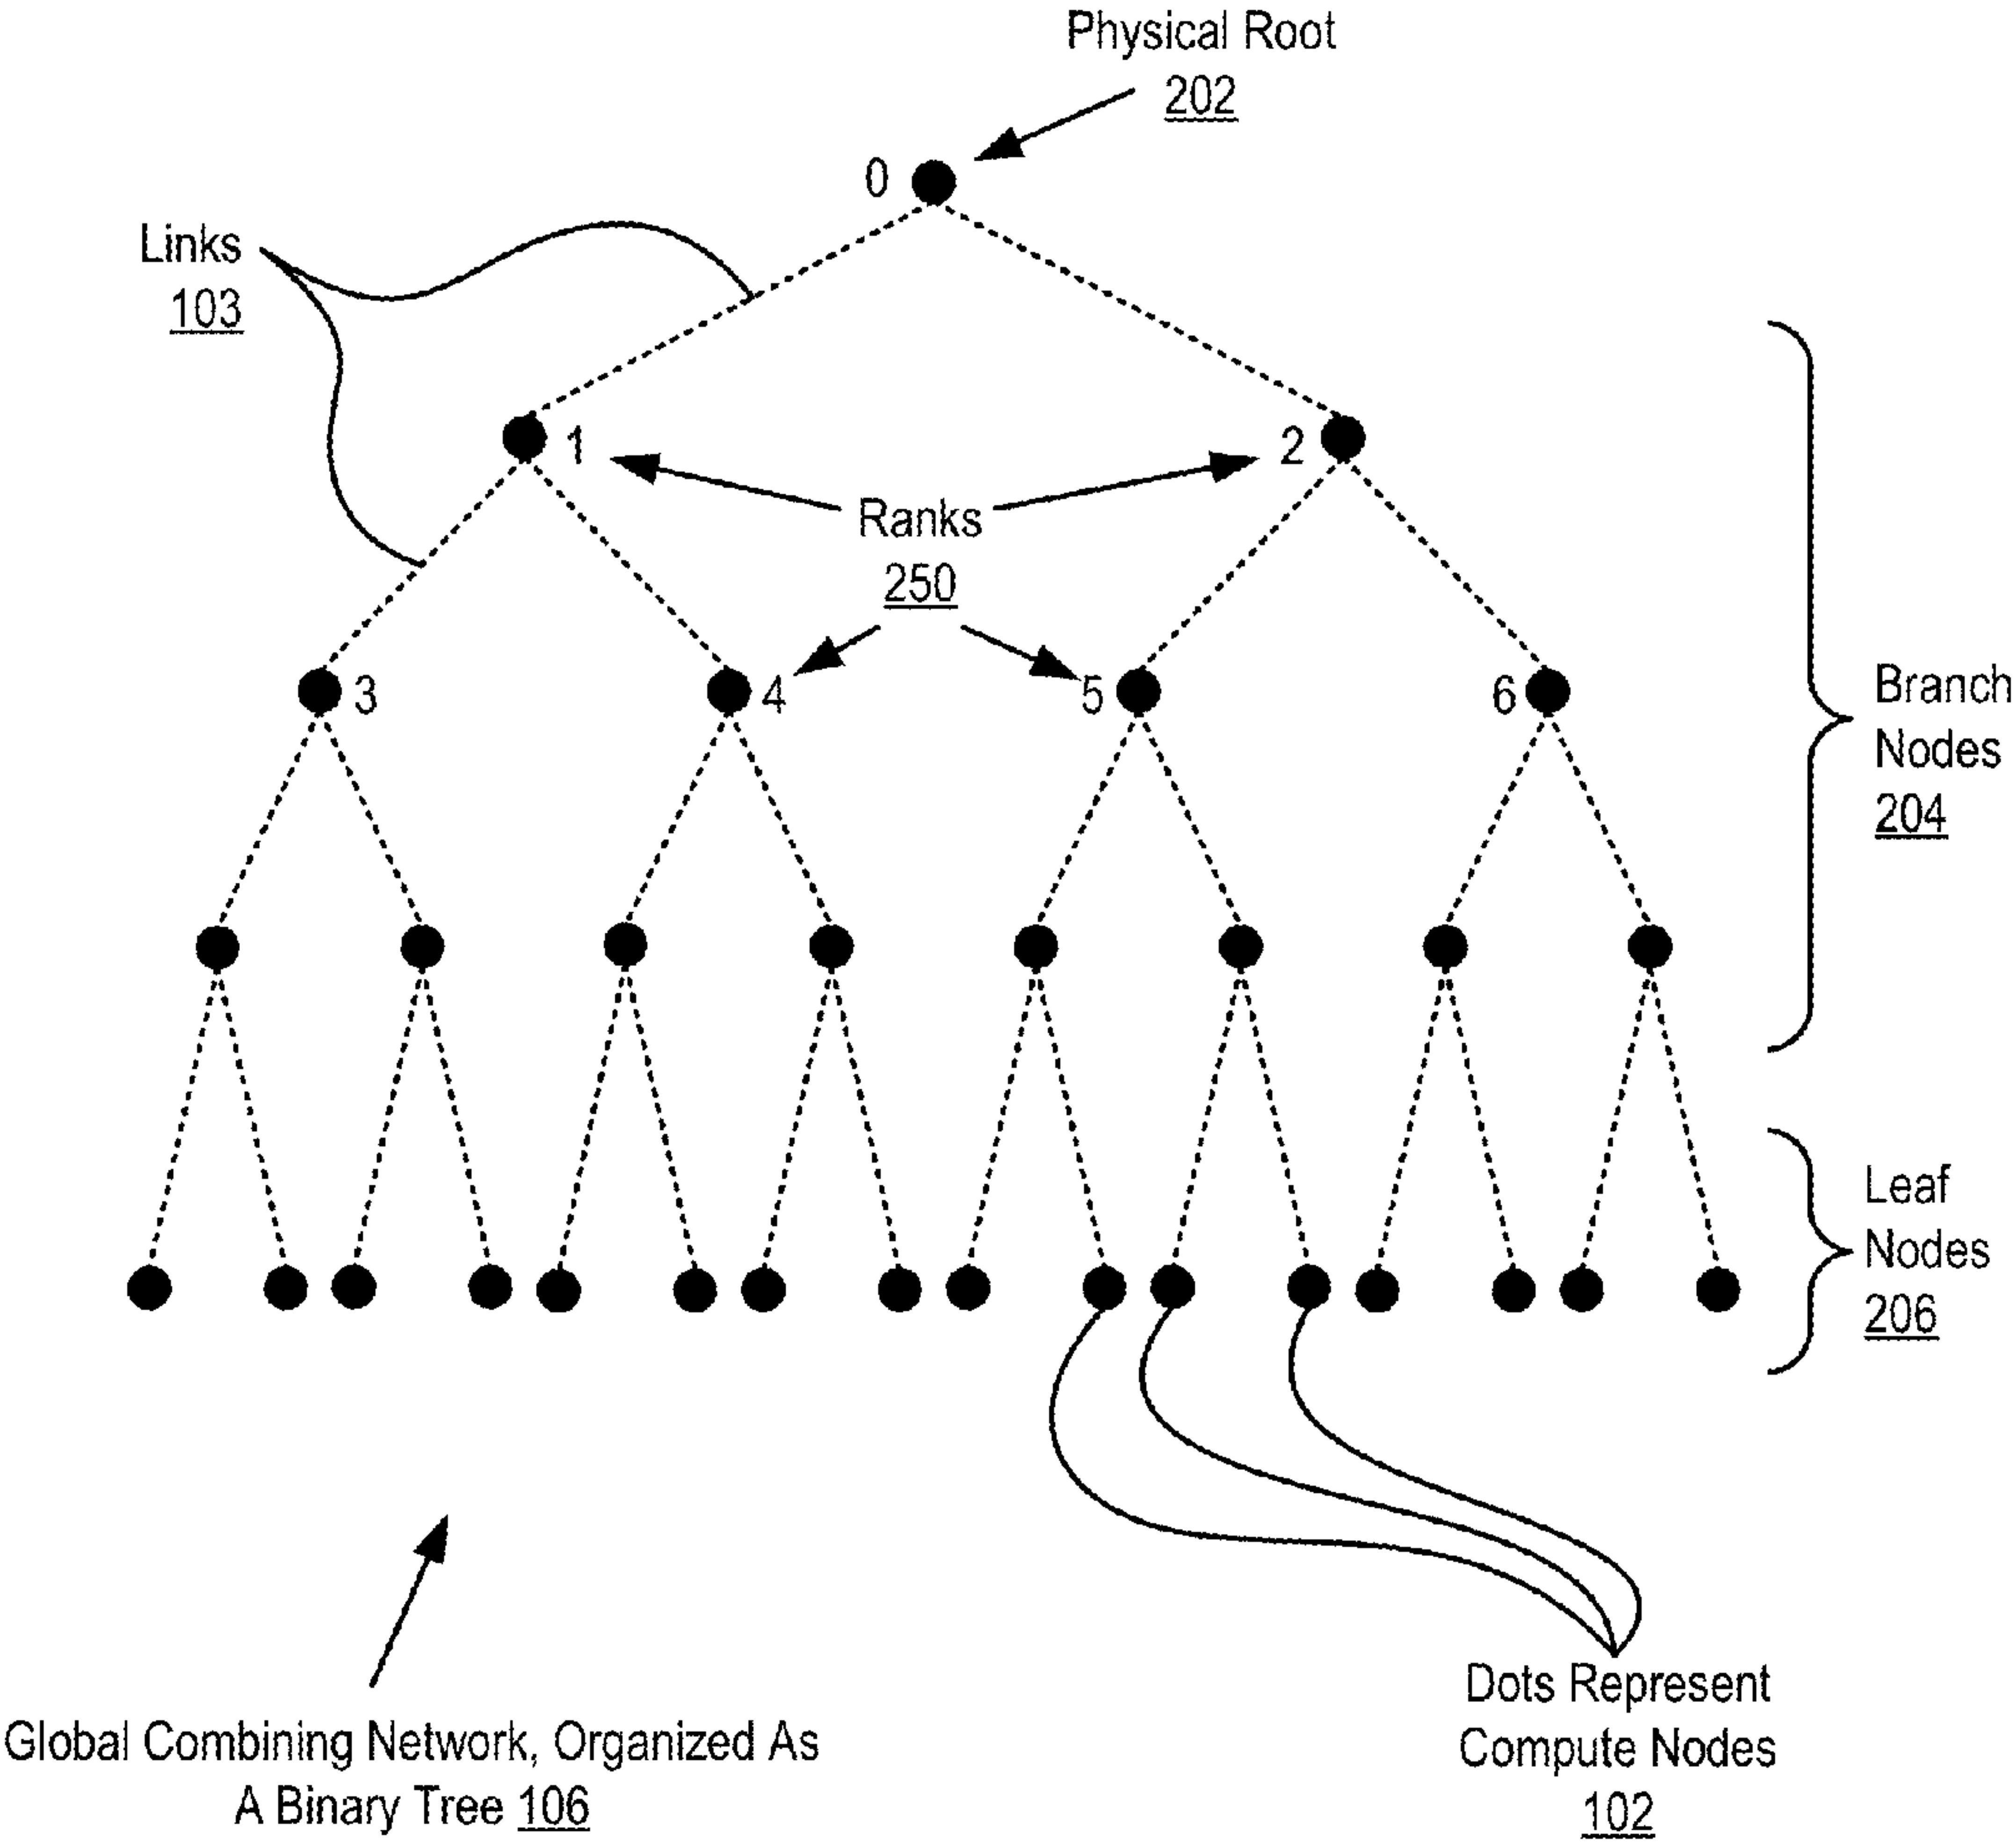 Physical Root
202
0
Links
103
1
2
Ranks
250
3
4
5
6
Branch
Nodes
204
Leaf
Nodes
206
Dots Represent
Compute Nodes
102
Global Combining Network, Organized As
A Binary Tree 106